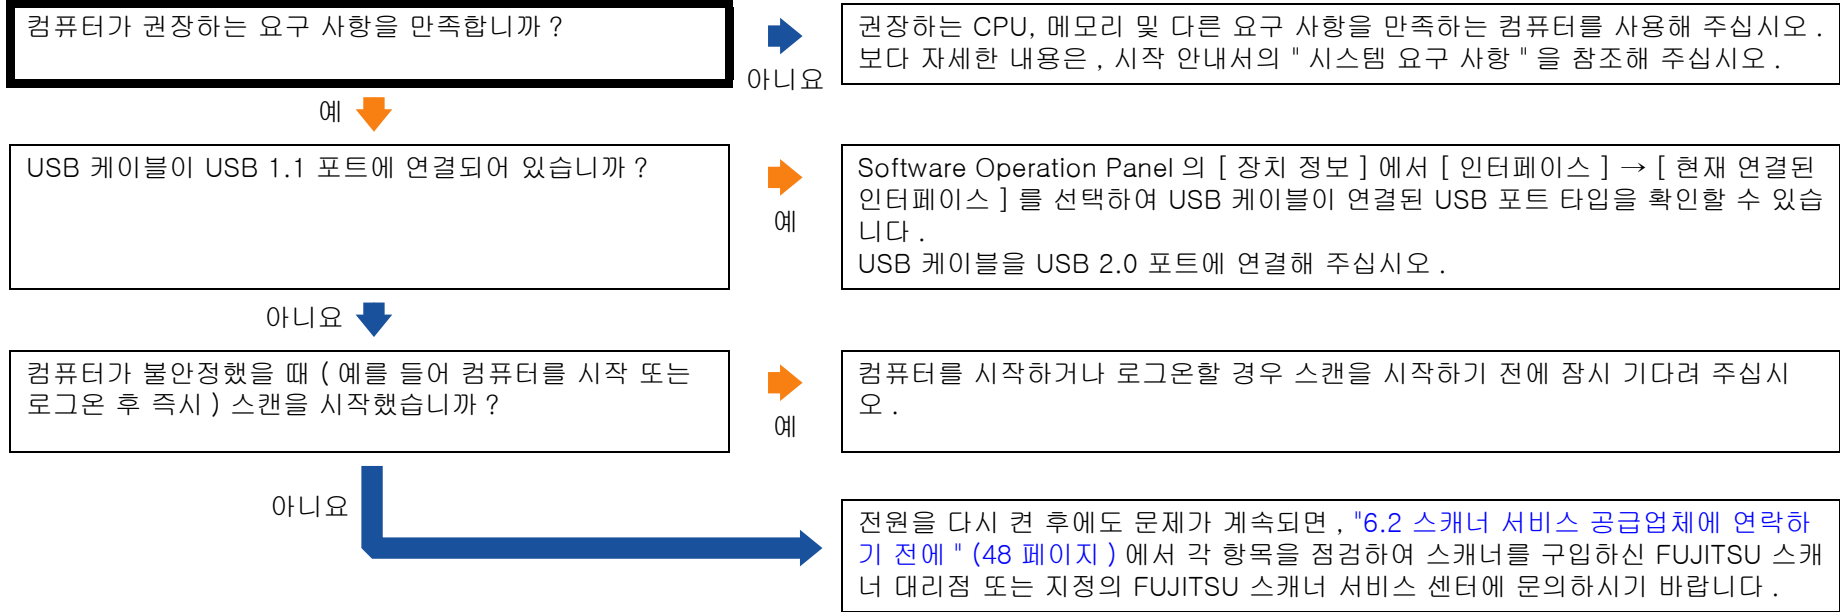 컴퓨터가 권장하는 요구 사항을 만족합니까 ?
아니요
권장하는 CPU, 메모리 및 다른 요구 사항을 만족하는 컴퓨터를 사용해 주십시오 .
보다 자세한 내용은 , 시작 안내서의 " 시스템 요구 사항 " 을 참조해 주십시오 .
예
USB 케이블이 USB 1.1 포트에 연결되어 있습니까 ?
예
Software Operation Panel 의 [ 장치 정보 ] 에서 [ 인터페이스 ] → [ 현재 연결된
인터페이스 ] 를 선택하여 USB 케이블이 연결된 USB 포트 타입을 확인할 수 있습
니다 .
USB 케이블을 USB 2.0 포트에 연결해 주십시오 .
아니요
컴퓨터가 불안정했을 때 ( 예를 들어 컴퓨터를 시작 또는
로그온 후 즉시 ) 스캔을 시작했습니까 ?
예
컴퓨터를 시작하거나 로그온할 경우 스캔을 시작하기 전에 잠시 기다려 주십시
오 .
아니요
전원을 다시 켠 후에도 문제가 계속되면 , "6.2 스캐너 서비스 공급업체에 연락하
기 전에 " (48 페이지 ) 에서 각 항목을 점검하여 스캐너를 구입하신 FUJITSU 스캐
너 대리점 또는 지정의 FUJITSU 스캐너 서비스 센터에 문의하시기 바랍니다 .